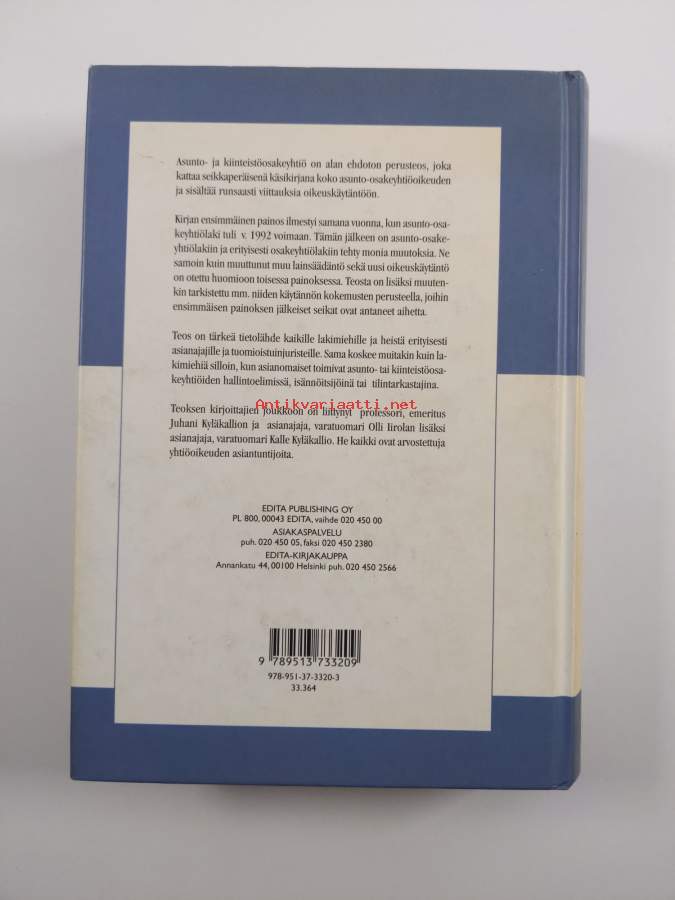 Asunto- ja kiinteistöosakeyhtiö on alan ehdoton perusteos, joka
kattaa seikkaperäisenä käsikirjana koko asunto-osakeyhtiöoikeuden
ja sisältää runsaasti viittauksia oikeuskäytäntöön.
Kirjan ensimmäinen painos ilmestyi samana vuonna, kun asunto-osa-
keyhtiölaki tuli v. 1992 voimaan. Tämän jälkeen on asunto-osake-
yhtiölakiin ja erityisesti osakeyhtiölakiin tehty monia muutoksia. Ne
samoin kuin muuttunut muu lainsäädäntö sekä uusi oikeuskäytäntö
on otettu huomioon toisessa painoksessa. Teosta on lisäksi muuten-
kin tarkistettu mm. niiden käytännön kokemusten perusteella, joihin
ensimmäisen painoksen jälkeiset seikat ovat antaneet aihetta.
Teos on tärkeä tietolähde kaikille lakimiehille ja heistä erityisesti
asianajajille ja tuomioistuinjuristeille. Sama koskee muitakin kuin la-
kimiehiä silloin, kun asianomaiset toimivat asunto- tai kiinteistöosa-
keyhtiöiden hallintoelimissä, isännöitsijöinä tai tilintarkastajina.
Antikvariaatti.net
Teoksen kirjoittajien joukkoon on liittynyt professori, emeritus
Juhani Kyläkallion ja asianajaja, varatuomari Olli Iirolan lisäksi
asianajaja, varatuomari Kalle Kyläkallio. He kaikki ovat arvostettuja
yhtiöoikeuden asiantuntijoita.
EDITA PUBLISHING OY
PL 800, 00043 EDITA, vaihde 020 450 00
ASIAKASPALVELU
puh. 020 450 05, faksi 020 450 2380
EDITA-KIRJAKAUPPA
Annankatu 44, 00100 Helsinki puh. 020 450 2566
9 789513 733209
978-951-37-3320-3
33.364